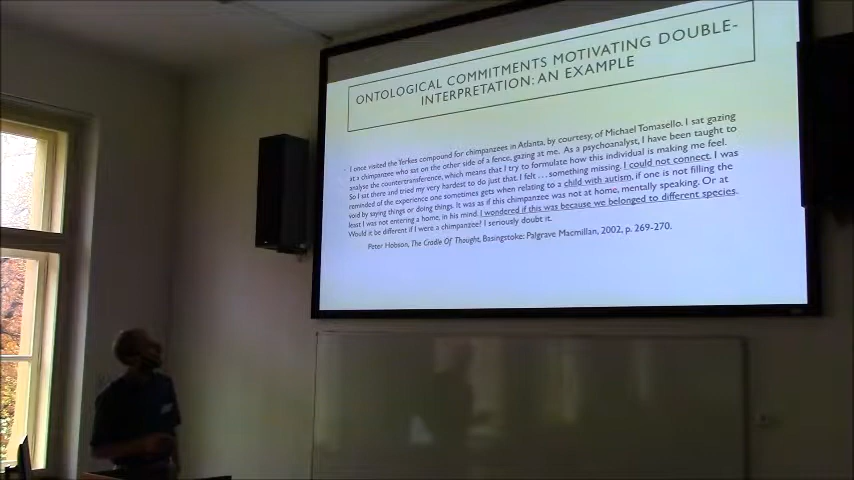 ONTOLOGICAL COMMITMENTS MOTIVATING DOUBLE-
INTERPRETATION: AN EXAMPLE
I once visited the Yerkes compound for chimpanzees in Atlanta, by courtesy, of Michael Tomasello. I sat gazing
at a chimpanzee who sat on the other side of a fence, gazing at me. As a psychoanalyst, I have been taught to
analyse the countertransference, which means that I try to formulate how this individual is making me feel.
So I sat there and tried my very hardest to do just that. I felt ... something missing. I could not connect. I was
reminded of the experience one sometimes gets when relating to a child with autism, if one is not filling the
void by saying things or doing things. It was as if this chimpanzee was not at home, mentally speaking. Or at
least I was not entering a home, in his mind. I wondered if this was because we belonged to different species.
Would it be different if I were a chimpanzee? I seriously doubt it.
Peter Hobson, The Cradle Of Thought, Basingstoke: Palgrave Macmillan, 2002, p. 269-270.